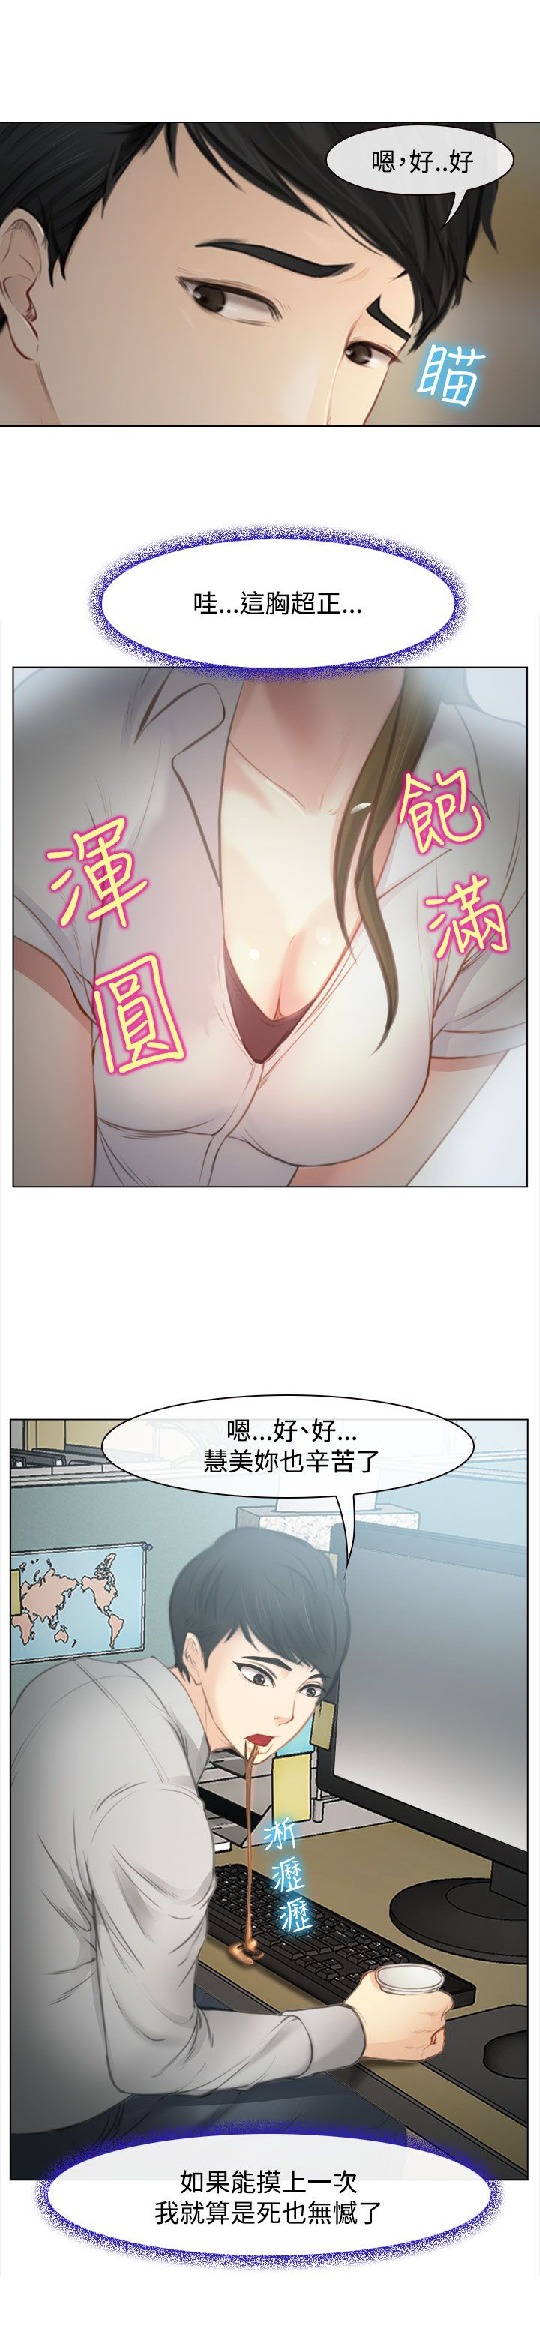 嗯，好..好
瞄
哇...這胸超正...
飽滿
渾圓
嗯...好、好...
慧美妳也辛苦了
淅瀝瀝
如果能摸上一次
我就算是死也無憾了